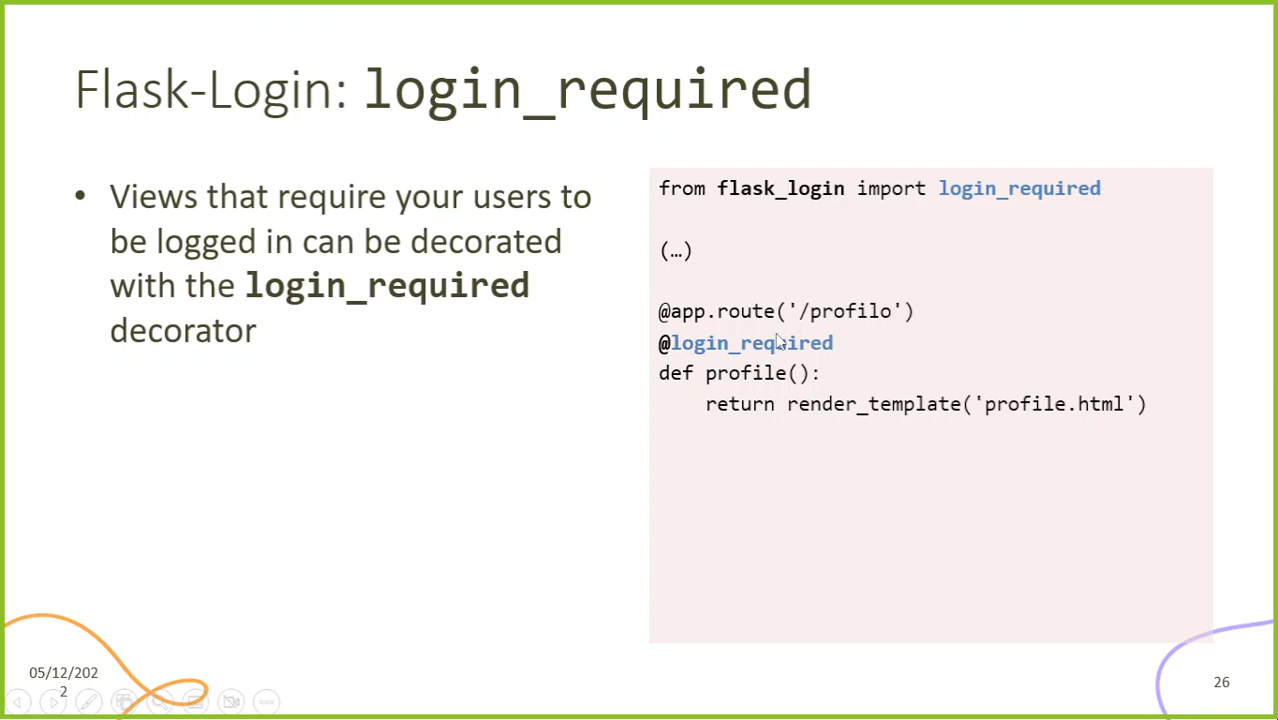 Flask-Login: login_required
• Views that require your users to
be logged in can be decorated
with the login_required
decorator
from flask_login import login_required
(…)
@app.route('/profilo')
@login_required
def profile():
    return render_template('profile.html')
05/12/202
2
26